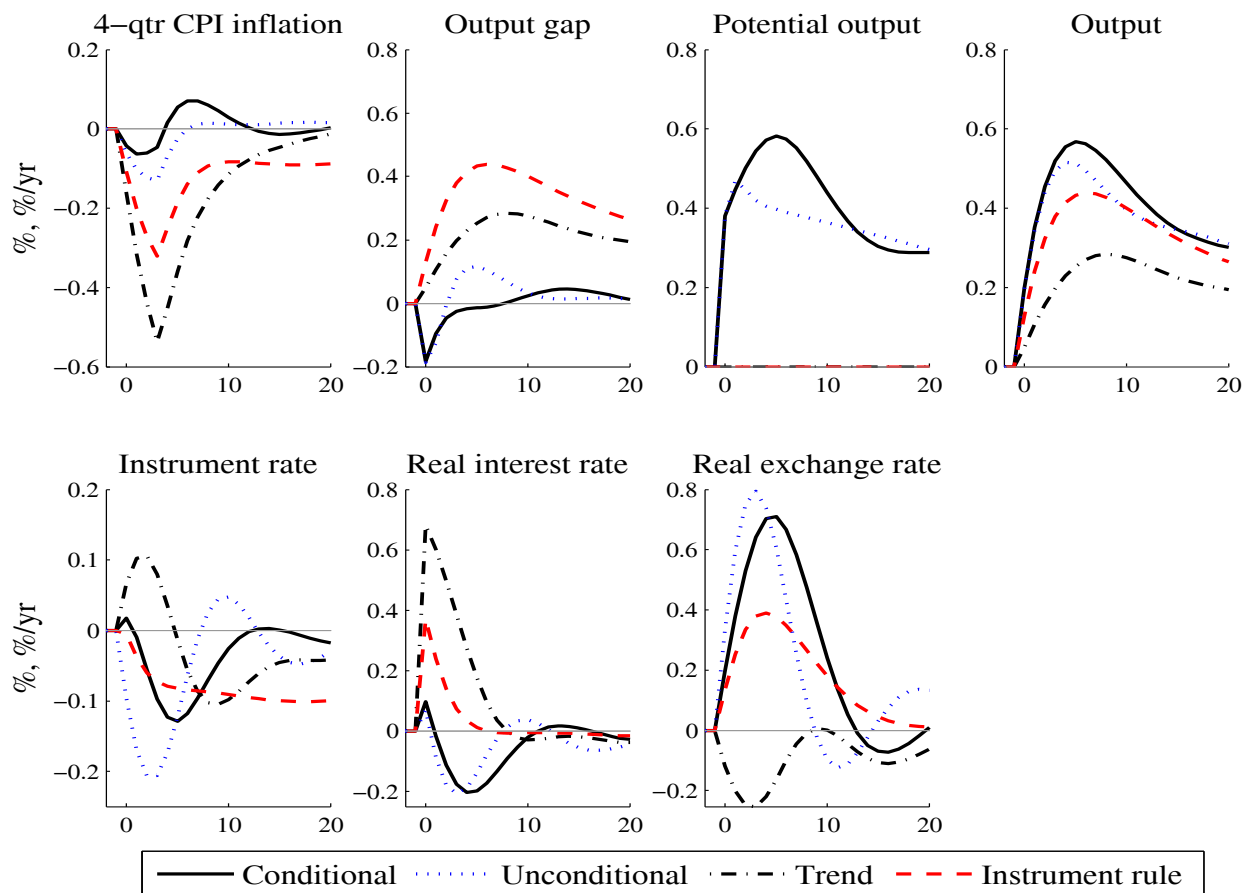 4−qtr CPI inflation
Output gap
Potential output
Output
%, %/yr
0.2
0
−0.2
−0.4
−0.6
0 10 20
0.8
0.6
0.4
0.2
0
−0.2
0 10 20
0.8
0.6
0.4
0.2
0
0 10 20
0.8
0.6
0.4
0.2
0
0 10 20
Instrument rate
Real interest rate
Real exchange rate
%, %/yr
0.2
0.1
0
−0.1
−0.2
0 10 20
0.8
0.6
0.4
0.2
0
−0.2
0 10 20
0.8
0.6
0.4
0.2
0
−0.2
0 10 20
Conditional Unconditional Trend Instrument rule